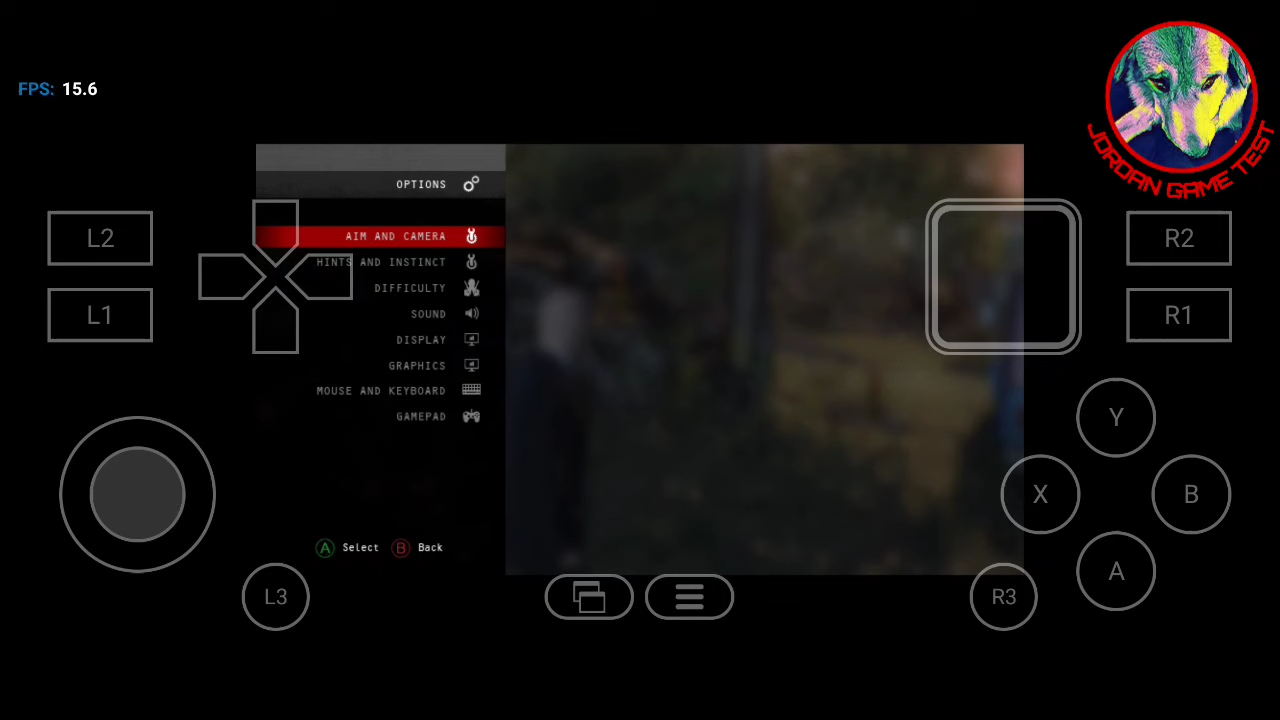 FPS: 15.6
JORDAN GAME TEST
OPTIONS
L2
AIM AND CAMERA
R2
HINTS AND INSTINCT
DIFFICULTY
L1
SOUND
R1
DISPLAY
GRAPHICS
MOUSE AND KEYBOARD
GAMEPAD
Y
X
B
A Select B Back
A
L3
R3